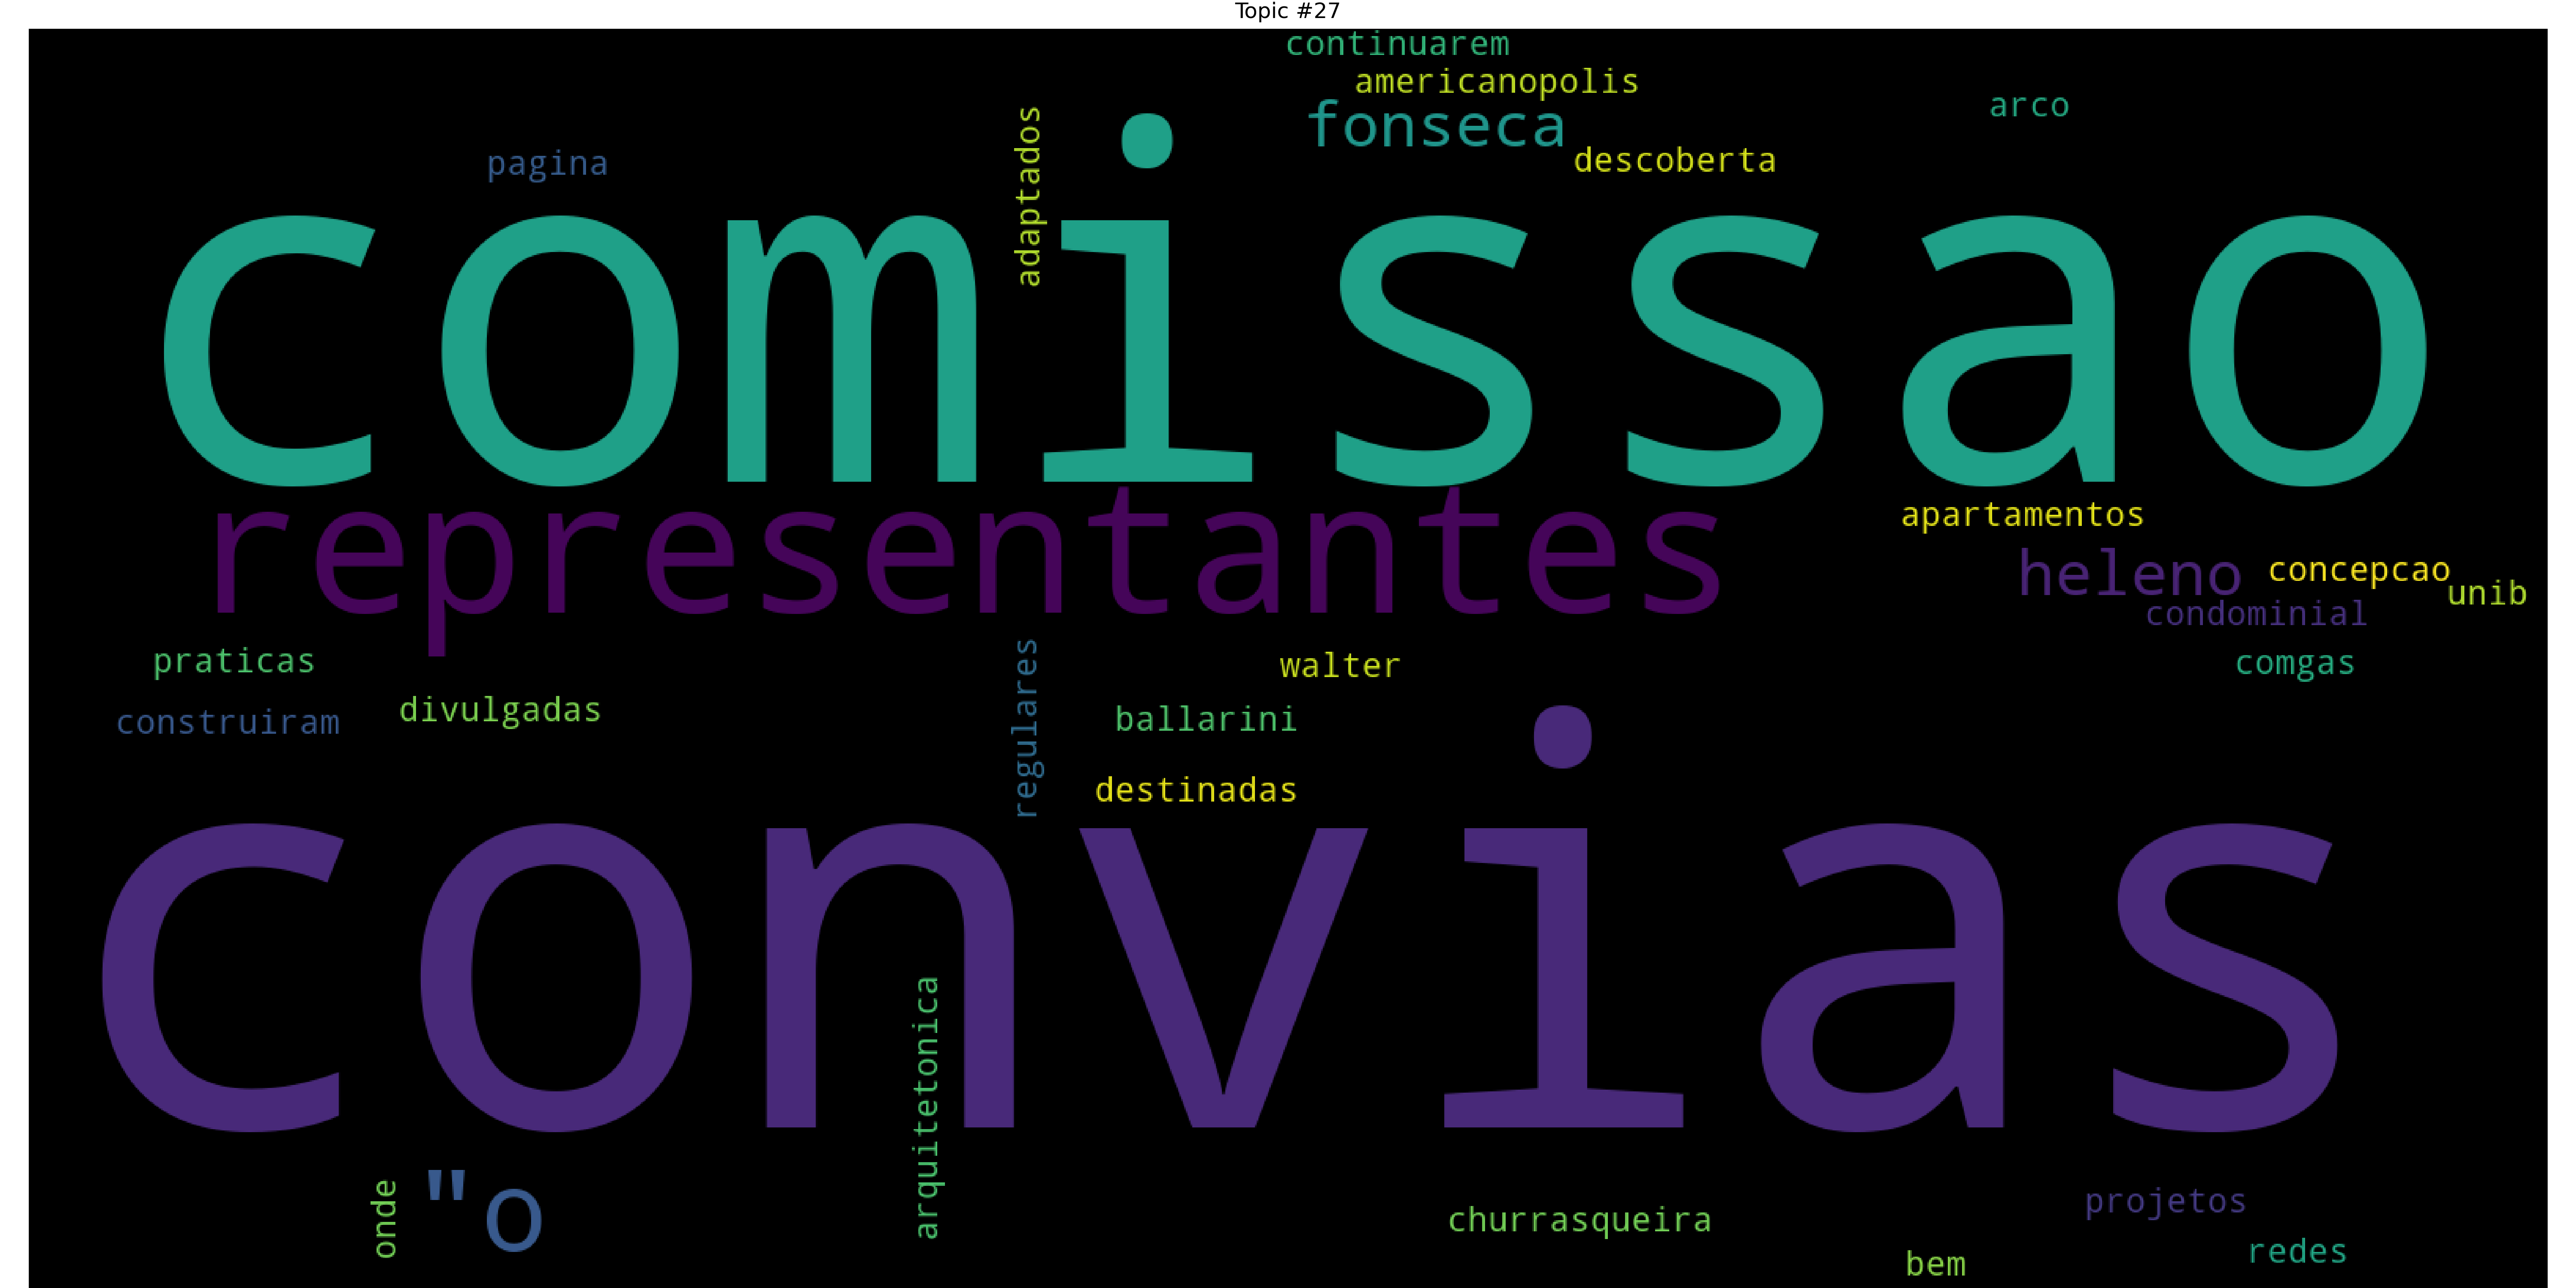 Topic #27
continuarem
americanopolis
arco
fonseca
descoberta
pagina
adaptados
comissao
representantes
apartamentos
heleno
concepcao
unib
condominial
praticas
walter
comgas
regulares
divulgadas
construiram
ballarini
destinadas
convias
arquitetonica
onde
"o
churrasqueira
projetos
redes
bem